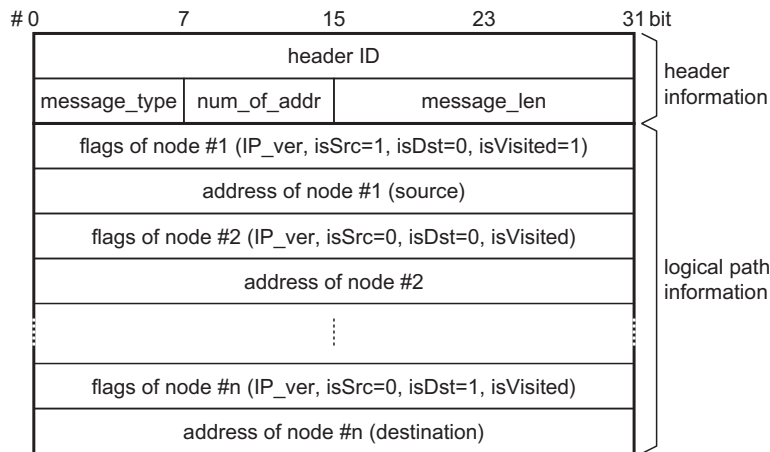 # 0 7 15 23 31 bit
header ID
message_type num_of_addr message_len
header
information
flags of node #1 (IP_ver, isSrc=1, isDst=0, isVisited=1)
address of node #1 (source)
flags of node #2 (IP_ver, isSrc=0, isDst=0, isVisited)
address of node #2
logical path
information
flags of node #n (IP_ver, isSrc=0, isDst=1, isVisited)
address of node #n (destination)